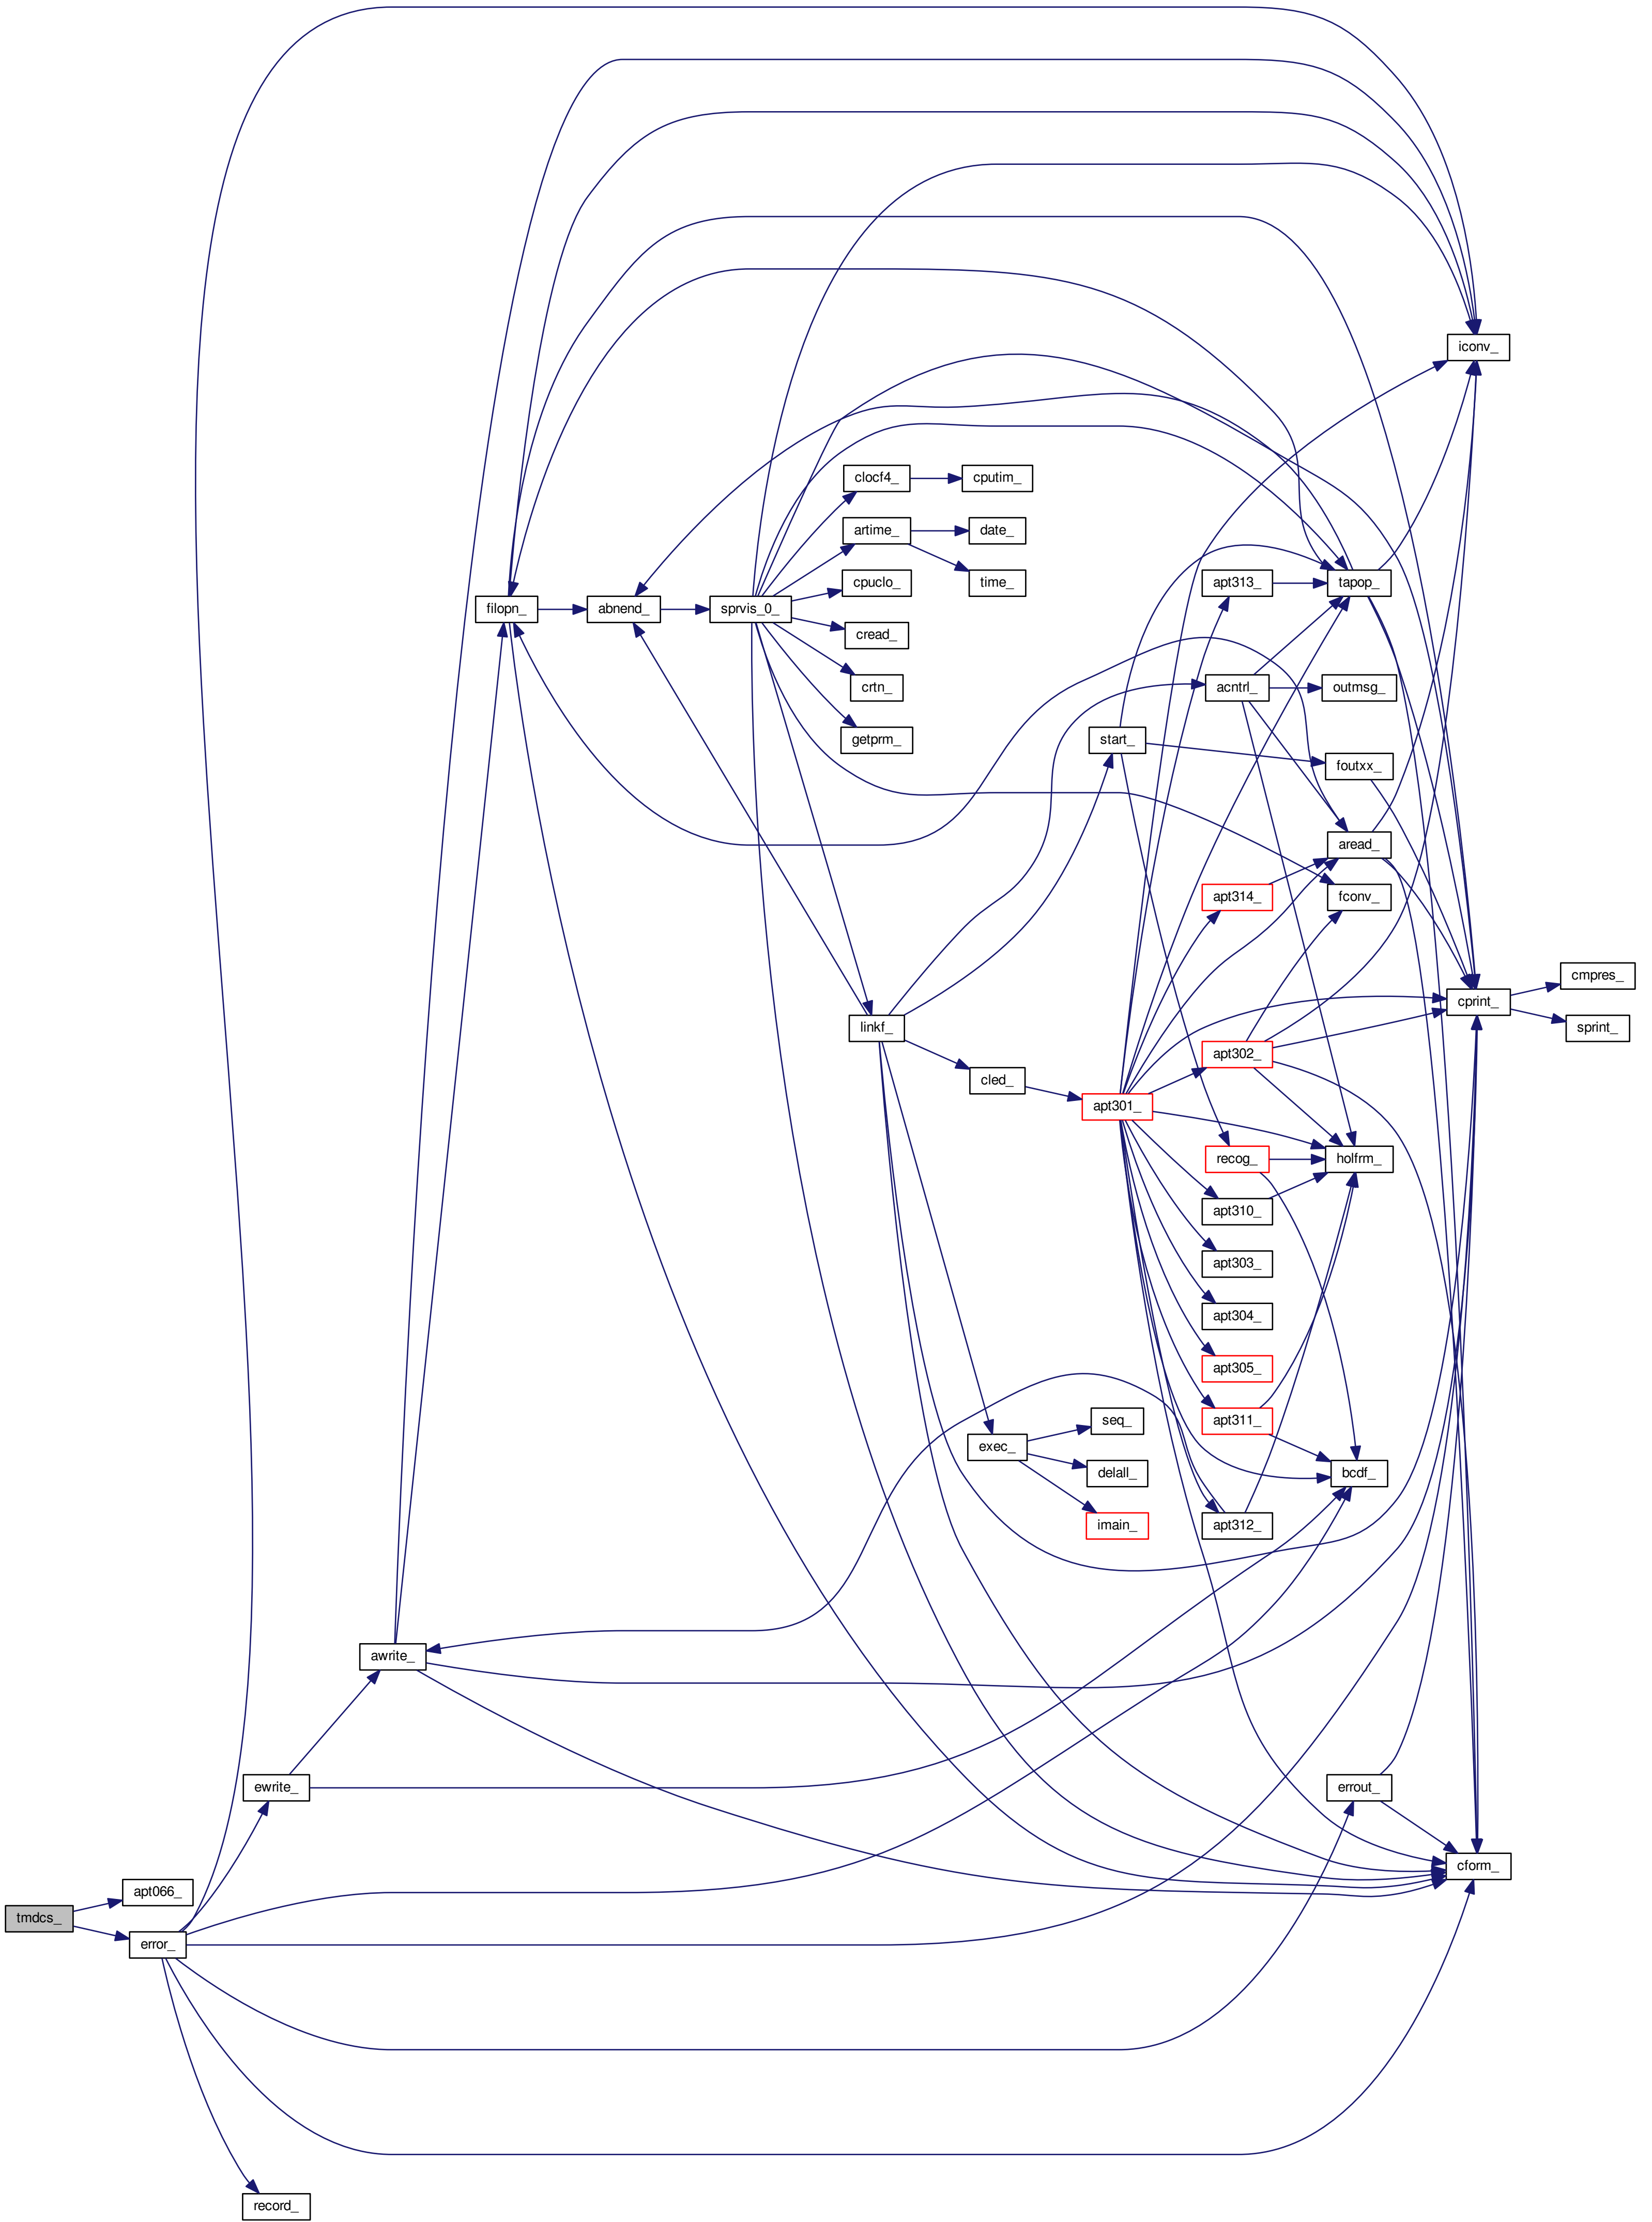 iconv_
clocf4_
cputim_
artime_
date_
cpuclo_
apt313_
tapop_
time_
filopn_
abnend_
sprvis_0_
cread_
crtn_
acntrl_
outmsg_
getprm_
start_
foutxx_
aread_
apt314_
fconv_
cmpres_
cprint_
linkf_
sprint_
apt302_
cled_
apt301_
recog_
holfrm_
apt310_
apt303_
apt304_
apt305_
seq_
apt311_
exec_
delall_
bcdf_
imain_
apt312_
awrite_
ewrite_
errout_
cform_
apt066_
tmdcs_
error_
record_